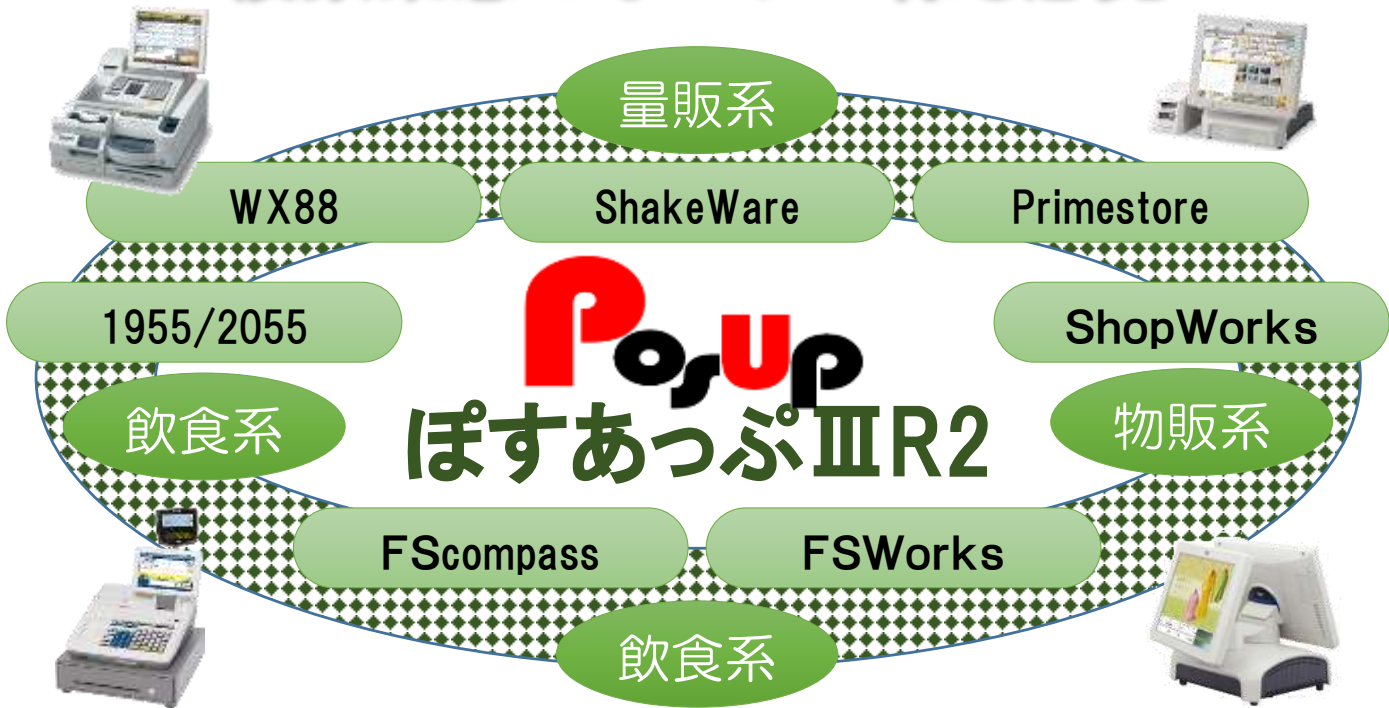 量販系
WX88
ShakeWare
Primestore
1955/2055
PosUp
ShopWorks
飲食系
ぽすあっぷⅢR2
物販系
FScompass
FSWorks
飲食系